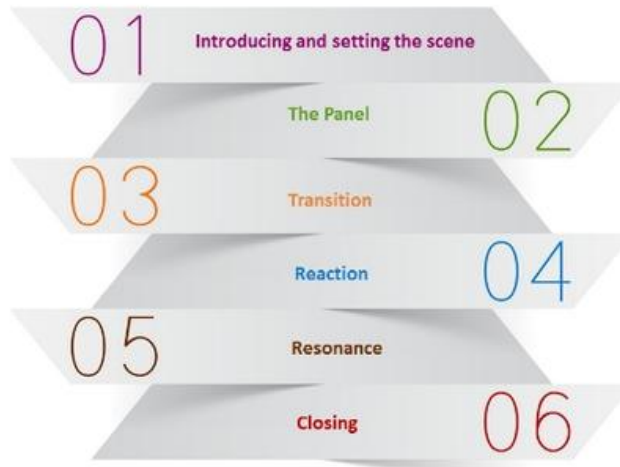 01 Introducing and setting the scene
The Panel 02
03 Transition
Reaction 04
05 Resonance
Closing 06